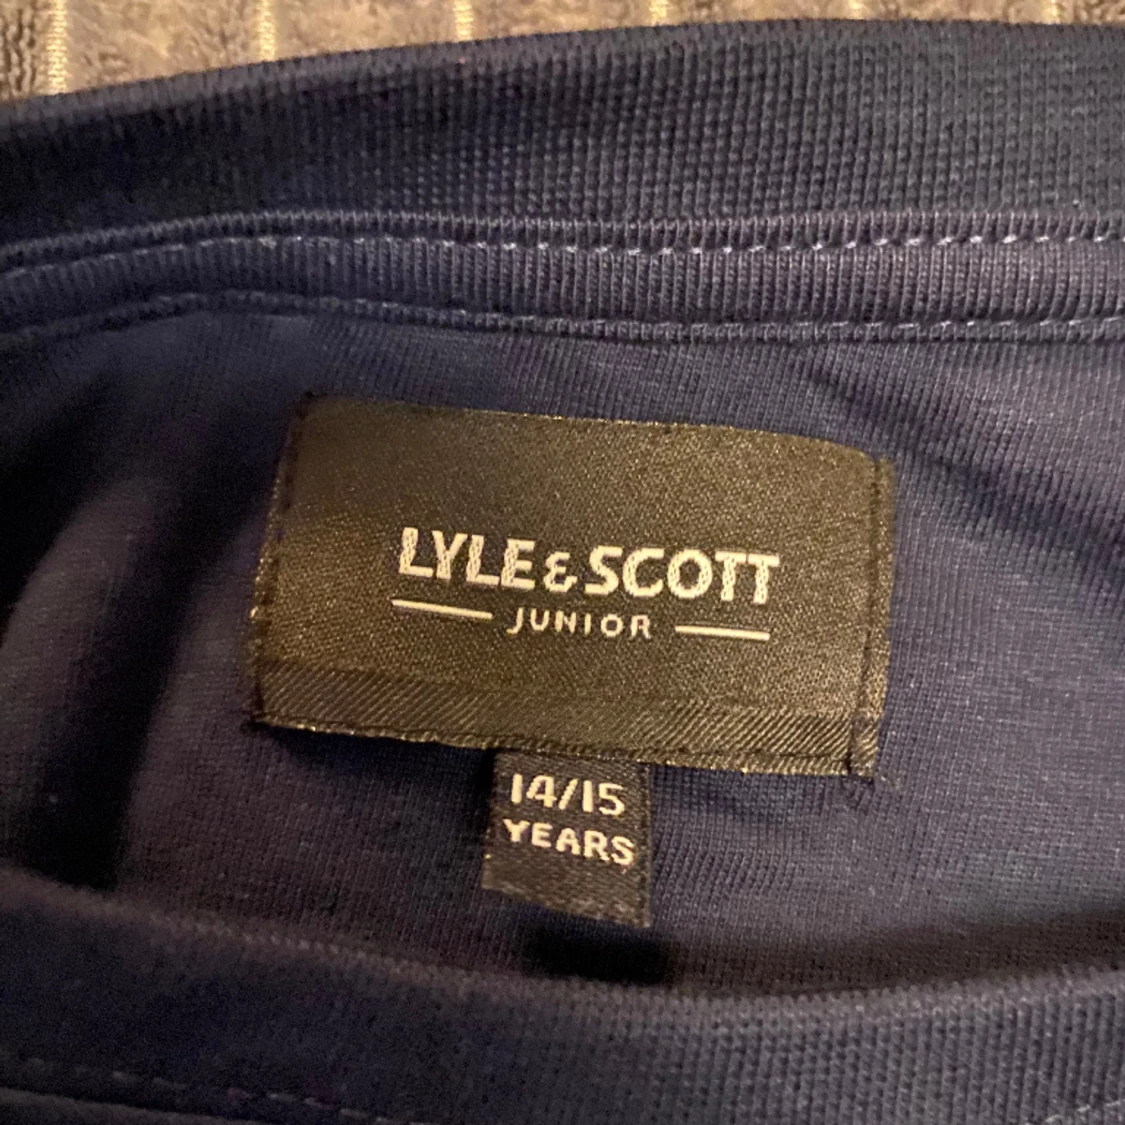 LYLE & SCOTT
JUNIOR
14/15
YEARS